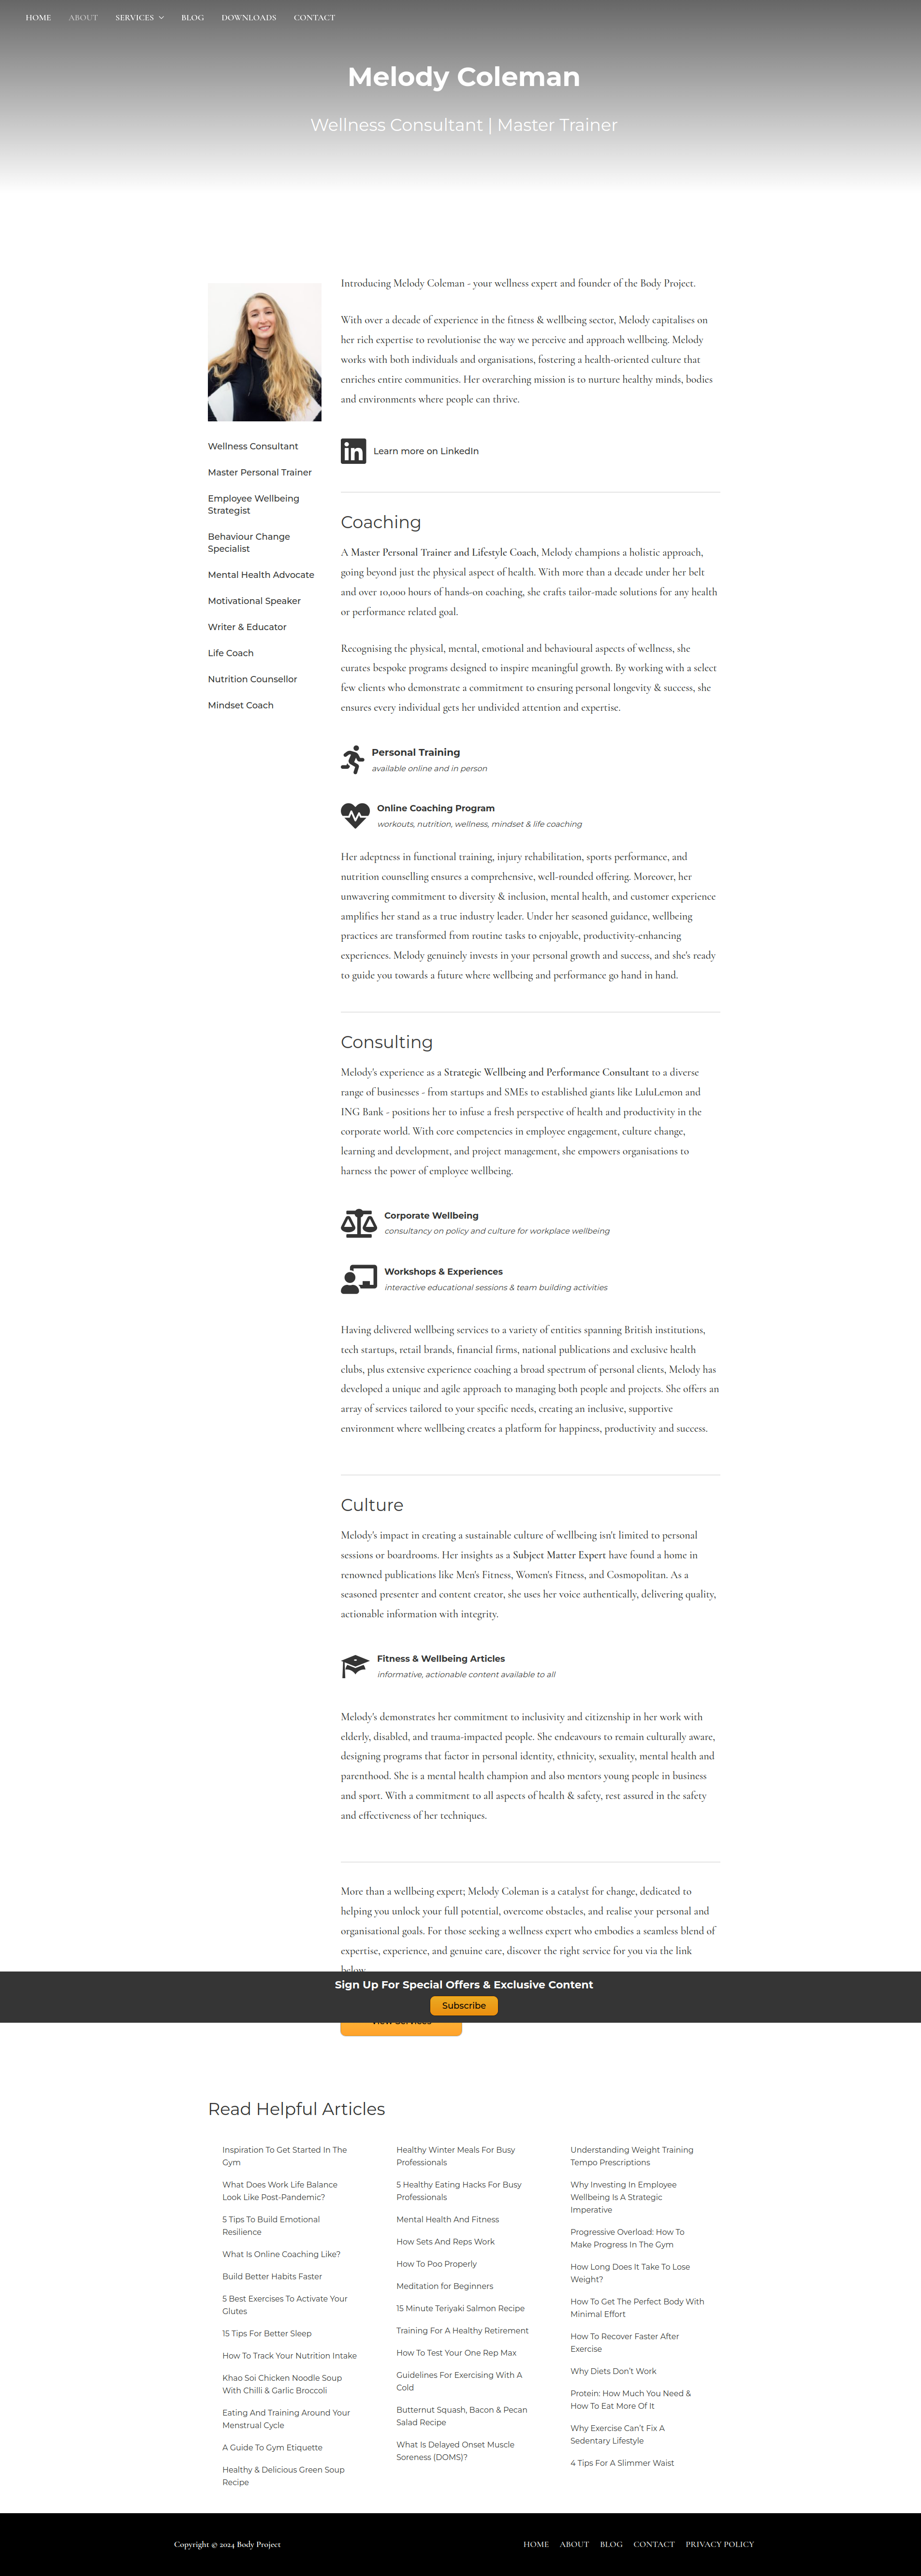 HOME ABOUT SERVICES BLOG DOWNLOADS CONTACT
Melody Coleman
Wellness Consultant | Master Trainer
Wellness Consultant
Master Personal Trainer
Employee Wellbeing
Strategist
Behaviour Change
Specialist
Mental Health Advocate
Motivational Speaker
Writer & Educator
Life Coach
Nutrition Counsellor
Mindset Coach
Introducing Melody Coleman - your wellness expert and founder of the Body Project.
With over a decade of experience in the fitness & wellbeing sector, Melody capitalises on
her rich expertise to revolutionise the way we perceive and approach wellbeing. Melody
works with both individuals and organisations, fostering a health-oriented culture that
enriches entire communities. Her overarching mission is to nurture healthy minds, bodies
and environments where people can thrive.
Learn more on LinkedIn
Coaching
A Master Personal Trainer and Lifestyle Coach, Melody champions a holistic approach,
going beyond just the physical aspect of health. With more than a decade under her belt
and over 10,000 hours of hands-on coaching, she crafts tailor-made solutions for any health
or performance related goal.
Recognising the physical, mental, emotional and behavioural aspects of wellness, she
curates bespoke programs designed to inspire meaningful growth. By working with a select
few clients who demonstrate a commitment to ensuring personal longevity & success, she
ensures every individual gets her undivided attention and expertise.
Personal Training
available online and in person
Online Coaching Program
workouts, nutrition, wellness, mindset & life coaching
Her adeptness in functional training, injury rehabilitation, sports performance, and
nutrition counselling ensures a comprehensive, well-rounded offering. Moreover, her
unwavering commitment to diversity & inclusion, mental health, and customer experience
amplifies her stand as a true industry leader. Under her seasoned guidance, wellbeing
practices are transformed from routine tasks to enjoyable, productivity-enhancing
experiences. Melody genuinely invests in your personal growth and success, and she's ready
to guide you towards a future where wellbeing and performance go hand in hand.
Consulting
Melody's experience as a Strategic Wellbeing and Performance Consultant to a diverse
range of businesses - from startups and SMEs to established giants like LuluLemon and
ING Bank - positions her to infuse a fresh perspective of health and productivity in the
corporate world. With core competencies in employee engagement, culture change,
learning and development, and project management, she empowers organisations to
harness the power of employee wellbeing.
Corporate Wellbeing
consultancy on policy and culture for workplace wellbeing
Workshops & Experiences
interactive educational sessions & team building activities
Having delivered wellbeing services to a variety of entities spanning British institutions,
tech startups, retail brands, financial firms, national publications and exclusive health
clubs, plus extensive experience coaching a broad spectrum of personal clients, Melody has
developed a unique and agile approach to managing both people and projects. She offers an
array of services tailored to your specific needs, creating an inclusive, supportive
environment where wellbeing creates a platform for happiness, productivity and success.
Culture
Melody's impact in creating a sustainable culture of wellbeing isn't limited to personal
sessions or boardrooms. Her insights as a Subject Matter Expert have found a home in
renowned publications like Men's Fitness, Women's Fitness, and Cosmopolitan. As a
seasoned presenter and content creator, she uses her voice authentically, delivering quality,
actionable information with integrity.
Fitness & Wellbeing Articles
informative, actionable content available to all
Melody's demonstrates her commitment to inclusivity and citizenship in her work with
elderly, disabled, and trauma-impacted people. She endeavours to remain culturally aware,
designing programs that factor in personal identity, ethnicity, sexuality, mental health and
parenthood. She is a mental health champion and also mentors young people in business
and sport. With a commitment to all aspects of health & safety, rest assured in the safety
and effectiveness of her techniques.
More than a wellbeing expert; Melody Coleman is a catalyst for change, dedicated to
helping you unlock your full potential, overcome obstacles, and realise your personal and
organisational goals. For those seeking a wellness expert who embodies a seamless blend of
expertise, experience, and genuine care, discover the right service for you via the link
below.
Sign Up For Special Offers & Exclusive Content
Subscribe
View Services
Read Helpful Articles
Inspiration To Get Started In The
Gym
What Does Work Life Balance
Look Like Post-Pandemic?
5 Tips To Build Emotional
Resilience
What Is Online Coaching Like?
Build Better Habits Faster
5 Best Exercises To Activate Your
Glutes
15 Tips For Better Sleep
How To Track Your Nutrition Intake
Khao Soi Chicken Noodle Soup
With Chilli & Garlic Broccoli
Eating And Training Around Your
Menstrual Cycle
A Guide To Gym Etiquette
Healthy & Delicious Green Soup
Recipe
Healthy Winter Meals For Busy
Professionals
5 Healthy Eating Hacks For Busy
Professionals
Mental Health And Fitness
How Sets And Reps Work
How To Poo Properly
Meditation for Beginners
15 Minute Teriyaki Salmon Recipe
Training For A Healthy Retirement
How To Test Your One Rep Max
Guidelines For Exercising With A
Cold
Butternut Squash, Bacon & Pecan
Salad Recipe
What Is Delayed Onset Muscle
Soreness (DOMS)?
Understanding Weight Training
Tempo Prescriptions
Why Investing In Employee
Wellbeing Is A Strategic
Imperative
Progressive Overload: How To
Make Progress In The Gym
How Long Does It Take To Lose
Weight?
How To Get The Perfect Body With
Minimal Effort
How To Recover Faster After
Exercise
Why Diets Don't Work
Protein: How Much You Need &
How To Eat More Of It
Why Exercise Can't Fix A
Sedentary Lifestyle
4 Tips For A Slimmer Waist
Copyright © 2024 Body Project
HOME ABOUT BLOG CONTACT PRIVACY POLICY